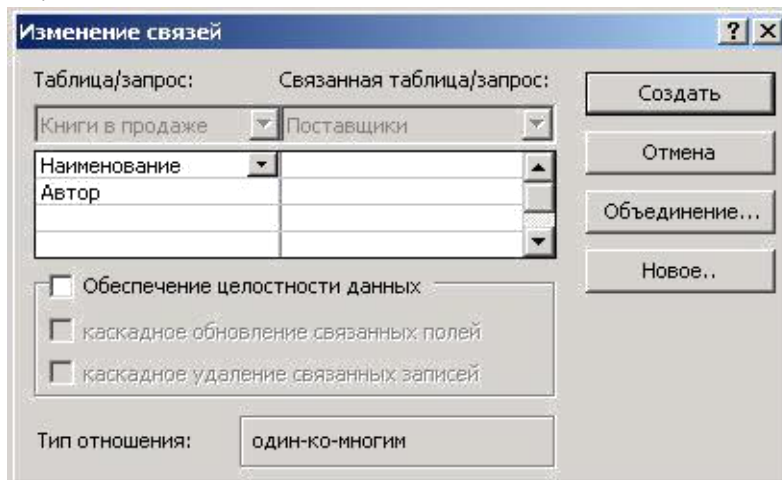 Изменение связей
Таблица/запрос: Связанная таблица/запрос:
Книги в продаже Поставщики
Наименование
Автор
Обеспечение целостности данных
каскадное обновление связанных полей
каскадное удаление связанных записей
Тип отношения: один-ко-многим
Создать
Отмена
Объединение...
Новое..